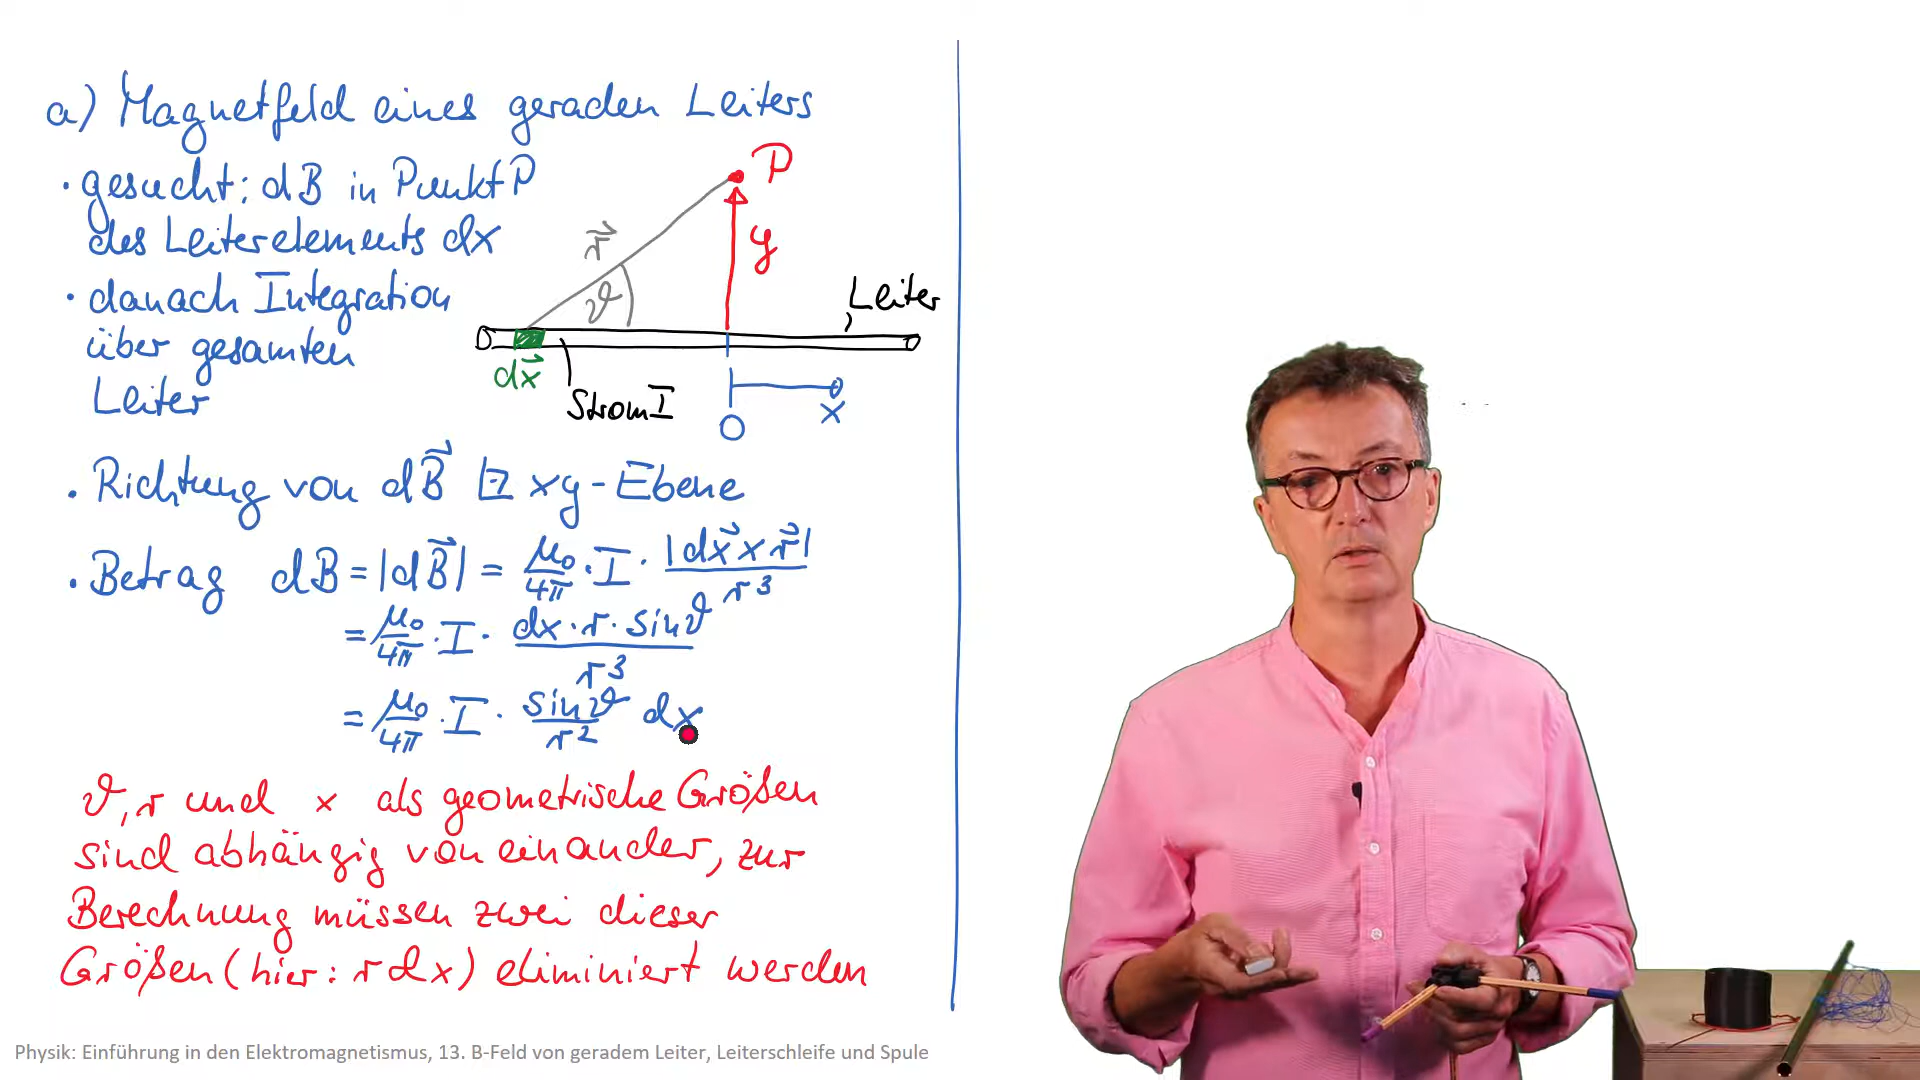 a) Magnetfeld eines geraden Leiters
· gesucht: dB in Punkt P
des Leiterelements dx
· danach Integration
über gesamten
Leiter
P
r⃗
y
ϑ
Leiter
dx⃗
Strom I
0
x
· Richtung von dB⃗ ⊥ xy-Ebene
· Betrag dB = |dB⃗| = μ₀/4π · I · |dx⃗ × r⃗| / r³
= μ₀/4π · I · dx · r · sinϑ / r³
= μ₀/4π · I · sinϑ / r² dx
ϑ, r und x als geometrische Größen
sind abhängig voneinander, zur
Berechnung müssen zwei dieser
Größen (hier: r dx) eliminiert werden
Physik: Einführung in den Elektromagnetismus, 13. B-Feld von geradem Leiter, Leiterschleife und Spule